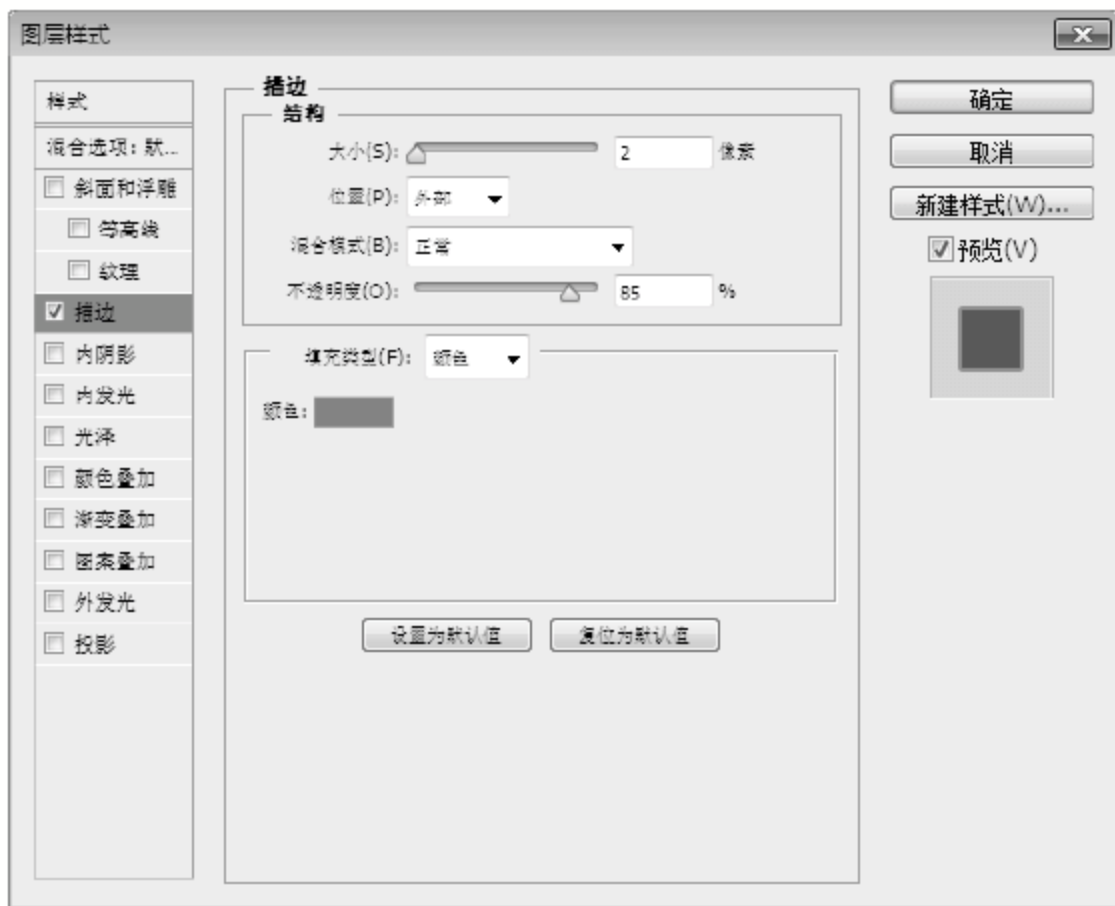 图层样式
样式
混合选项: 默...
斜面和浮雕
等高线
纹理
描边
内阴影
内发光
光泽
颜色叠加
渐变叠加
图案叠加
外发光
投影
描边
结构
大小(S): 2 像素
位置(P): 外部
混合模式(B): 正常
不透明度(O): 85 %
填充类型(F): 颜色
颜色:
设置为默认值 复位为默认值
确定
取消
新建样式(W)...
预览(V)